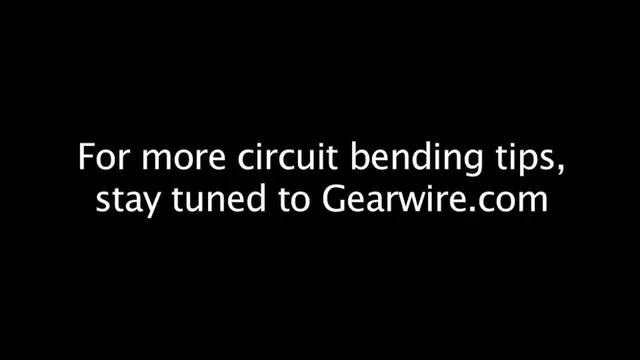 For more circuit bending tips,
stay tuned to Gearwire.com